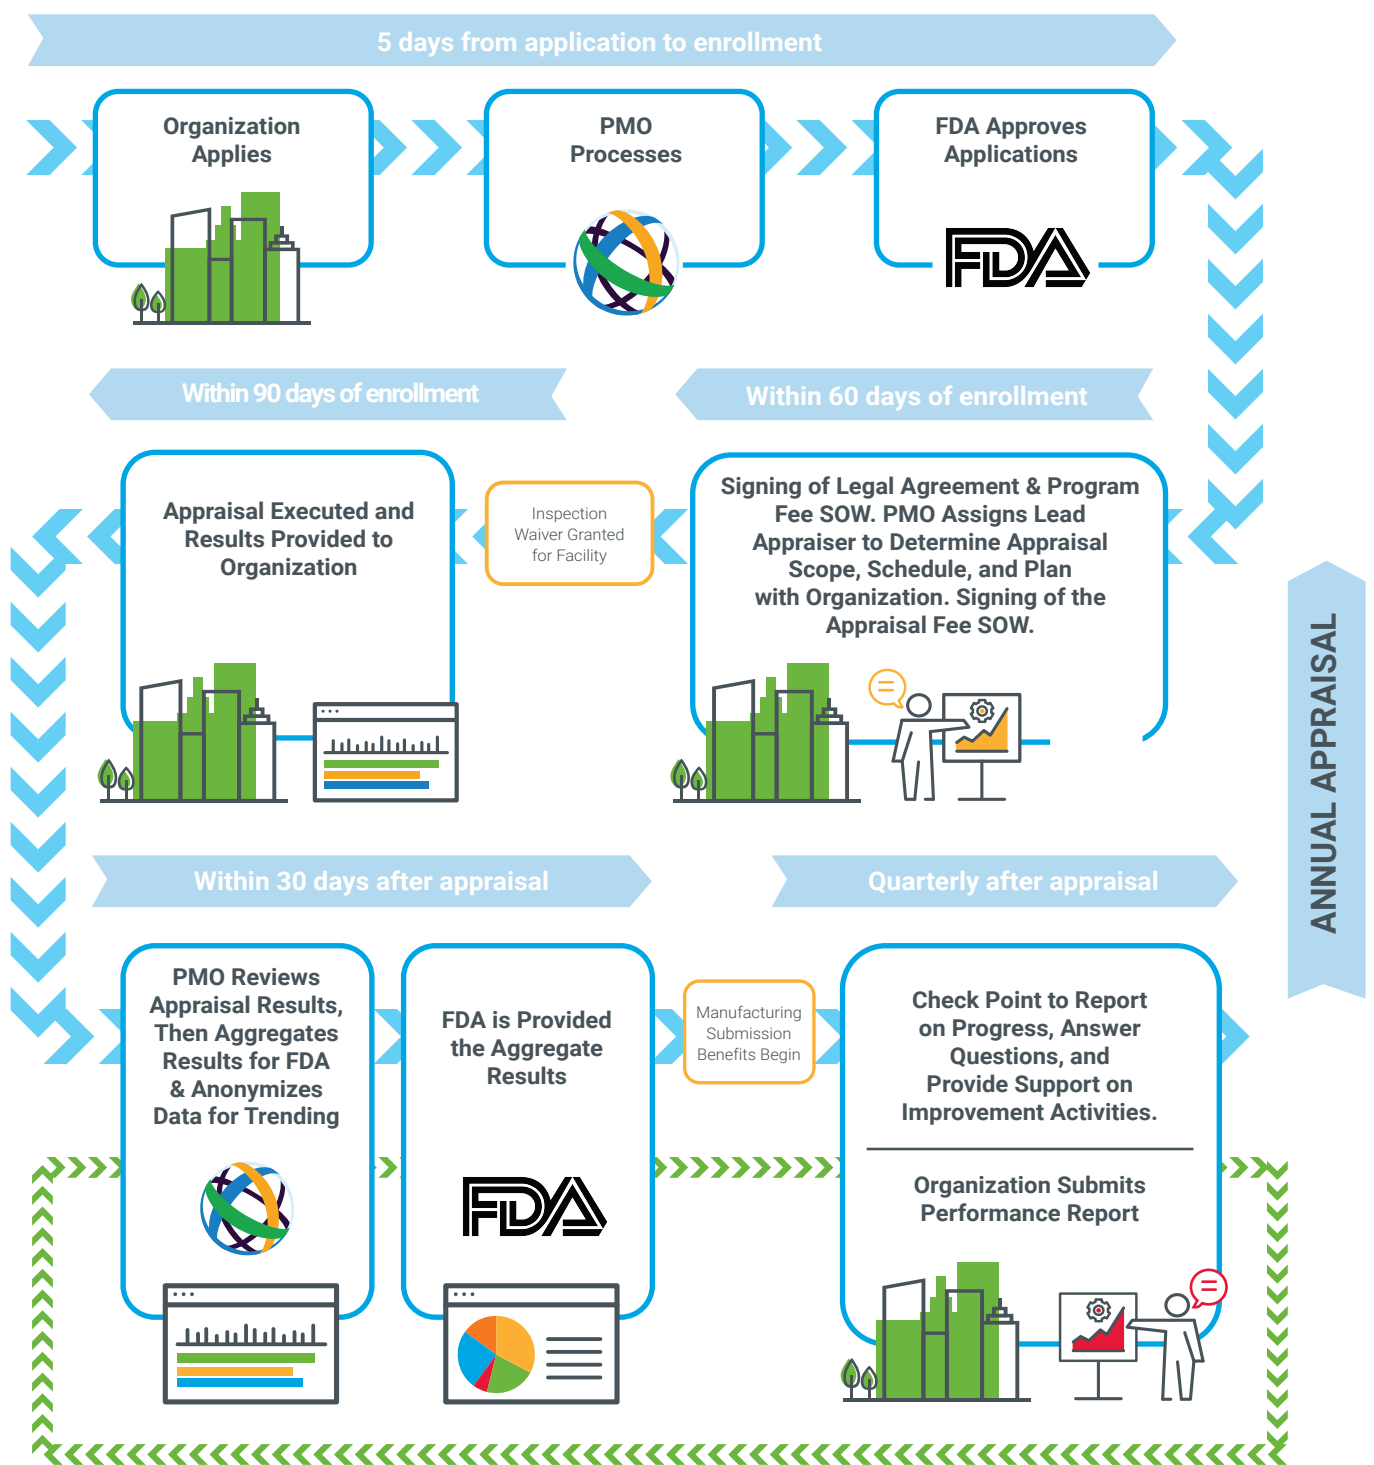 5 days from application to enrollment
Organization
Applies
PMO
Processes
FDA Approves
Applications
FDA
Within 60 days of enrollment
Signing of Legal Agreement & Program
Fee SOW. PMO Assigns Lead
Appraiser to Determine Appraisal
Scope, Schedule, and Plan
with Organization. Signing of the
Appraisal Fee SOW.
Inspection
Waiver Granted
for Facility
Within 90 days of enrollment
Appraisal Executed and
Results Provided to
Organization
Within 30 days after appraisal
PMO Reviews
Appraisal Results,
Then Aggregates
Results for FDA
& Anonymizes
Data for Trending
FDA is Provided
the Aggregate
Results
FDA
Manufacturing
Submission
Benefits Begin
Quarterly after appraisal
Check Point to Report
on Progress, Answer
Questions, and
Provide Support on
Improvement Activities.
Organization Submits
Performance Report
ANNUAL APPRAISAL